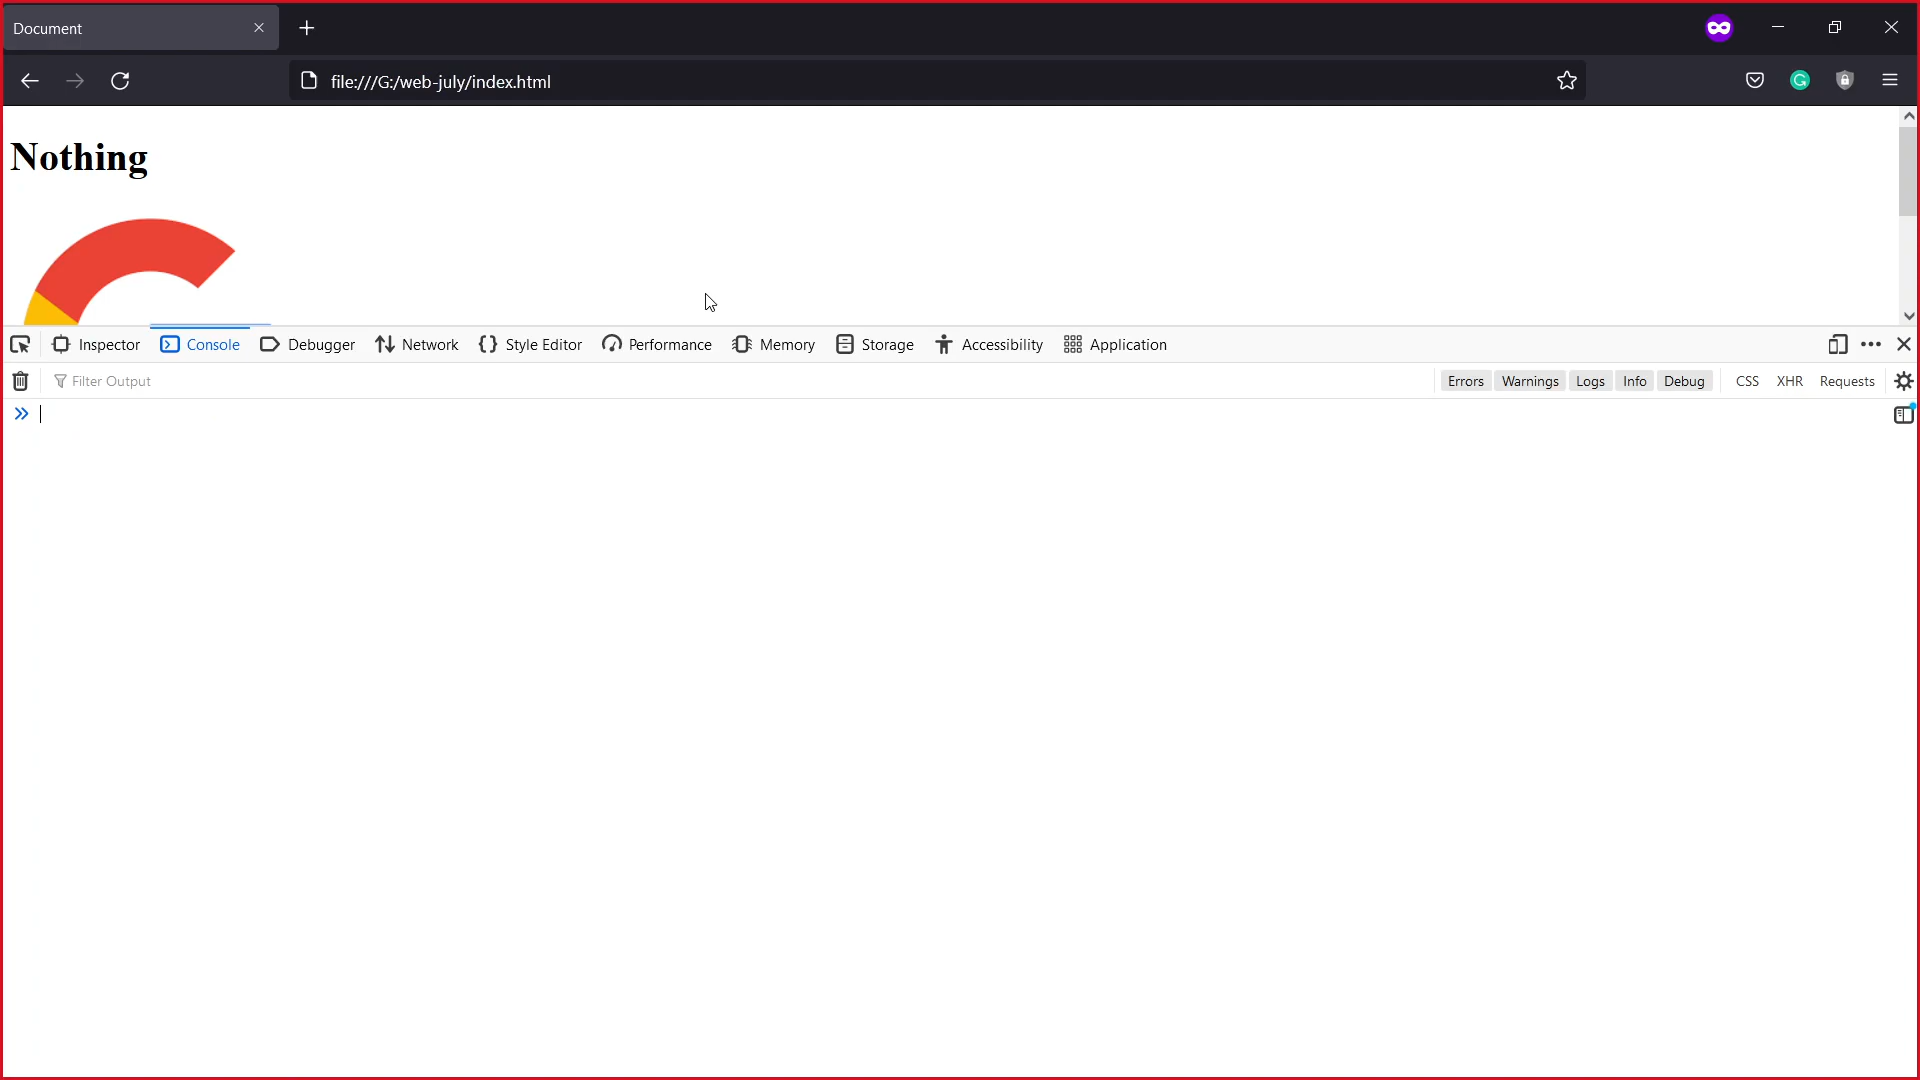 Document
file:///G:/web-july/index.html
Nothing
Inspector Console Debugger Network Style Editor Performance Memory Storage Accessibility Application
Filter Output Errors Warnings Logs Info Debug CSS XHR Requests